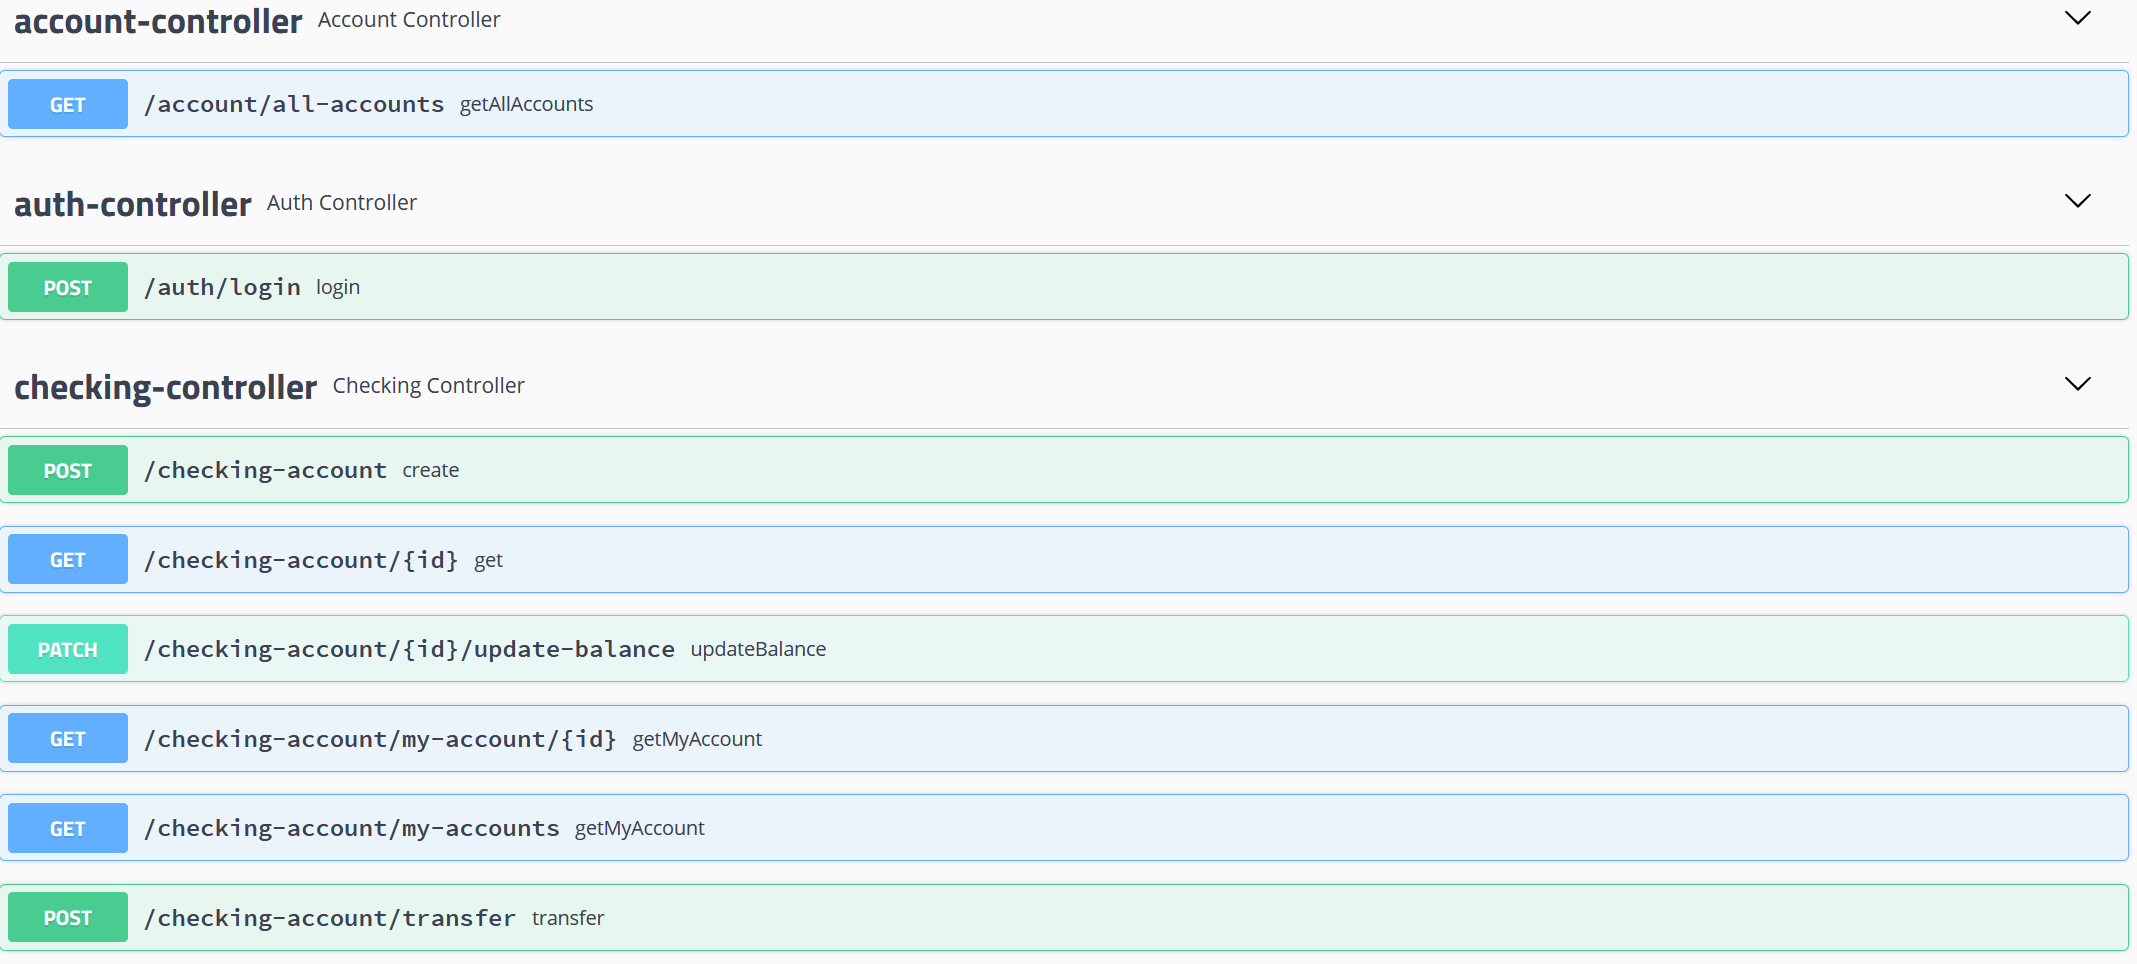 account-controller Account Controller
GET /account/all-accounts getAllAccounts
auth-controller Auth Controller
POST /auth/login login
checking-controller Checking Controller
POST /checking-account create
GET /checking-account/{id} get
PATCH /checking-account/{id}/update-balance updateBalance
GET /checking-account/my-account/{id} getMyAccount
GET /checking-account/my-accounts getMyAccount
POST /checking-account/transfer transfer